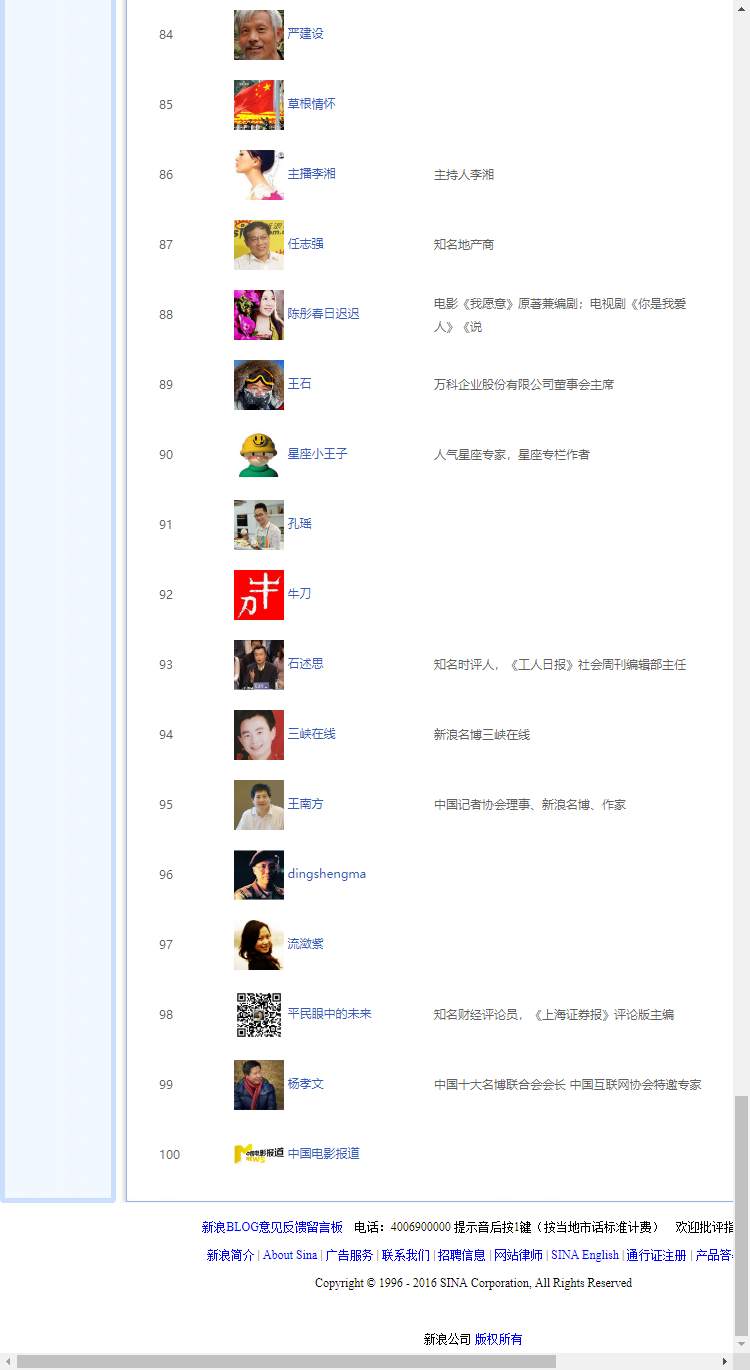 84 严建设
85 草根情怀
86 主播李湘 主持人李湘
87 任志强 知名地产商
88 陈彤春日迟迟 电影《我愿意》原著兼编剧；电视剧《你是我爱
人》《说
89 王石 万科企业股份有限公司董事会主席
90 星座小王子 人气星座专家，星座专栏作者
91 孔瑶
92 牛刀
93 石述思 知名时评人，《工人日报》社会周刊编辑部主任
94 三峡在线 新浪名博三峡在线
95 王南方 中国记者协会理事、新浪名博、作家
96 dingshengma
97 流潋紫
98 平民眼中的未来 知名财经评论员，《上海证券报》评论版主编
99 杨孝文 中国十大名博联合会会长 中国互联网协会特邀专家
100 中国电影报道 NEWS 中国电影报道
新浪BLOG意见反馈留言板 电话：4006900000 提示音后按1键（按当地市话标准计费） 欢迎批评指
新浪简介 | About Sina | 广告服务 | 联系我们 | 招聘信息 | 网站律师 | SINA English | 通行证注册 | 产品答
Copyright © 1996 - 2016 SINA Corporation, All Rights Reserved
新浪公司 版权所有